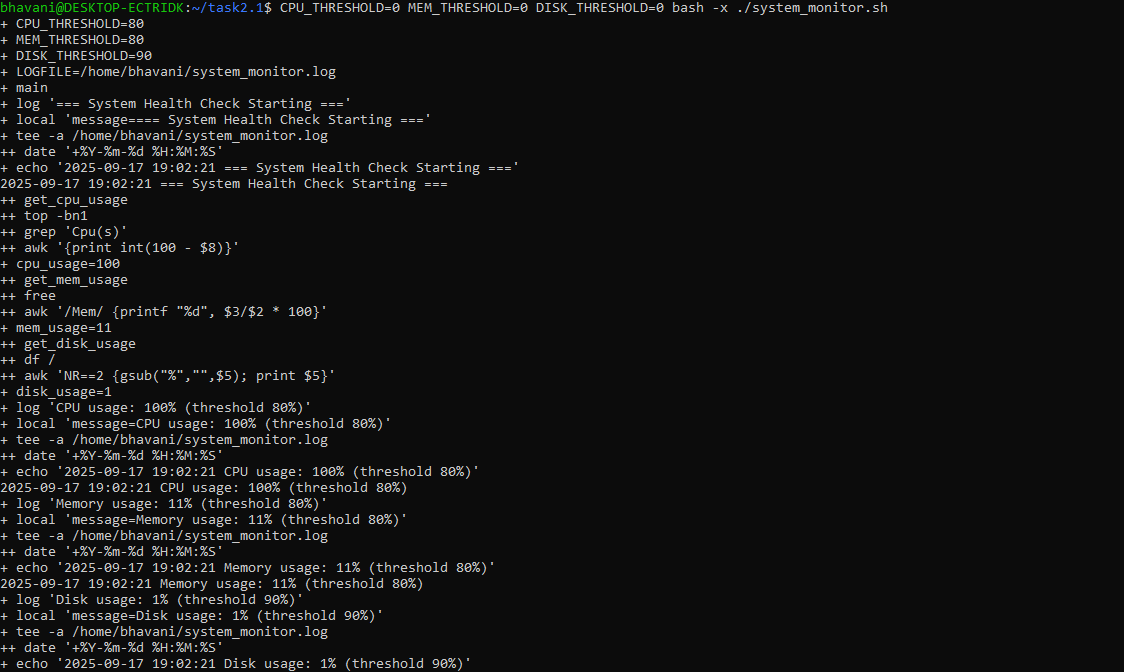 bhavani@DESKTOP-ECTRIDK:~/task2.1$ CPU_THRESHOLD=0 MEM_THRESHOLD=0 DISK_THRESHOLD=0 bash -x ./system_monitor.sh
+ CPU_THRESHOLD=80
+ MEM_THRESHOLD=80
+ DISK_THRESHOLD=90
+ LOGFILE=/home/bhavani/system_monitor.log
+ main
+ log '=== System Health Check Starting ==='
+ local 'message==== System Health Check Starting ==='
+ tee -a /home/bhavani/system_monitor.log
++ date '+%Y-%m-%d %H:%M:%S'
+ echo '2025-09-17 19:02:21 === System Health Check Starting ==='
2025-09-17 19:02:21 === System Health Check Starting ===
++ get_cpu_usage
++ top -bn1
++ grep 'Cpu(s)'
++ awk '{print int(100 - $8)}'
+ cpu_usage=100
++ get_mem_usage
++ free
++ awk '/Mem/ {printf "%d", $3/$2 * 100}'
+ mem_usage=11
++ get_disk_usage
++ df /
++ awk 'NR==2 {gsub("%","",$5); print $5}'
+ disk_usage=1
+ log 'CPU usage: 100% (threshold 80%)'
+ local 'message=CPU usage: 100% (threshold 80%)'
+ tee -a /home/bhavani/system_monitor.log
++ date '+%Y-%m-%d %H:%M:%S'
+ echo '2025-09-17 19:02:21 CPU usage: 100% (threshold 80%)'
2025-09-17 19:02:21 CPU usage: 100% (threshold 80%)
+ log 'Memory usage: 11% (threshold 80%)'
+ local 'message=Memory usage: 11% (threshold 80%)'
+ tee -a /home/bhavani/system_monitor.log
++ date '+%Y-%m-%d %H:%M:%S'
+ echo '2025-09-17 19:02:21 Memory usage: 11% (threshold 80%)'
2025-09-17 19:02:21 Memory usage: 11% (threshold 80%)
+ log 'Disk usage: 1% (threshold 90%)'
+ local 'message=Disk usage: 1% (threshold 90%)'
+ tee -a /home/bhavani/system_monitor.log
++ date '+%Y-%m-%d %H:%M:%S'
+ echo '2025-09-17 19:02:21 Disk usage: 1% (threshold 90%)'